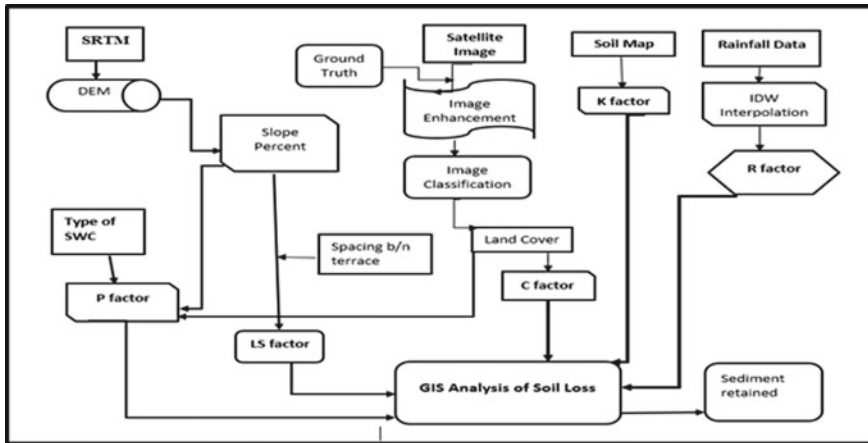 SRTM
DEM
Ground
Truth
Satellite
Image
Image
Enhancement
Image
Classification
Soil Map
K factor
Rainfall Data
IDW
Interpolation
R factor
Slope
Percent
Type of
SWC
Spacing b/n
terrace
Land Cover
C factor
P factor
LS factor
GIS Analysis of Soil Loss
Sediment
retained